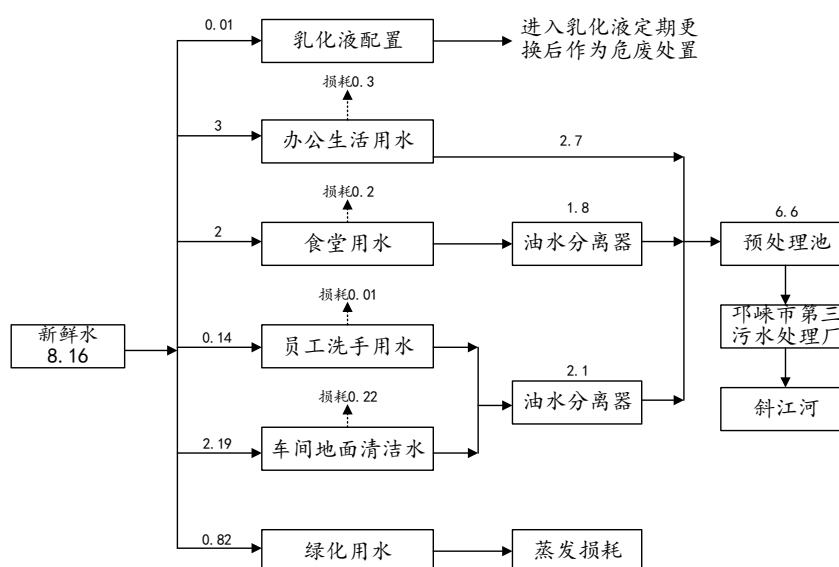 0.01
乳化液配置
进入乳化液定期更
换后作为危废处置
损耗0.3
3
办公生活用水
2.7
损耗0.2
2
食堂用水
1.8
油水分离器
6.6
预处理池
损耗0.01
新鲜水
8.16
0.14
员工洗手用水
邛崃市第三
污水处理厂
损耗0.22
2.1
油水分离器
斜江河
2.19
车间地面清洁水
0.82
绿化用水
蒸发损耗